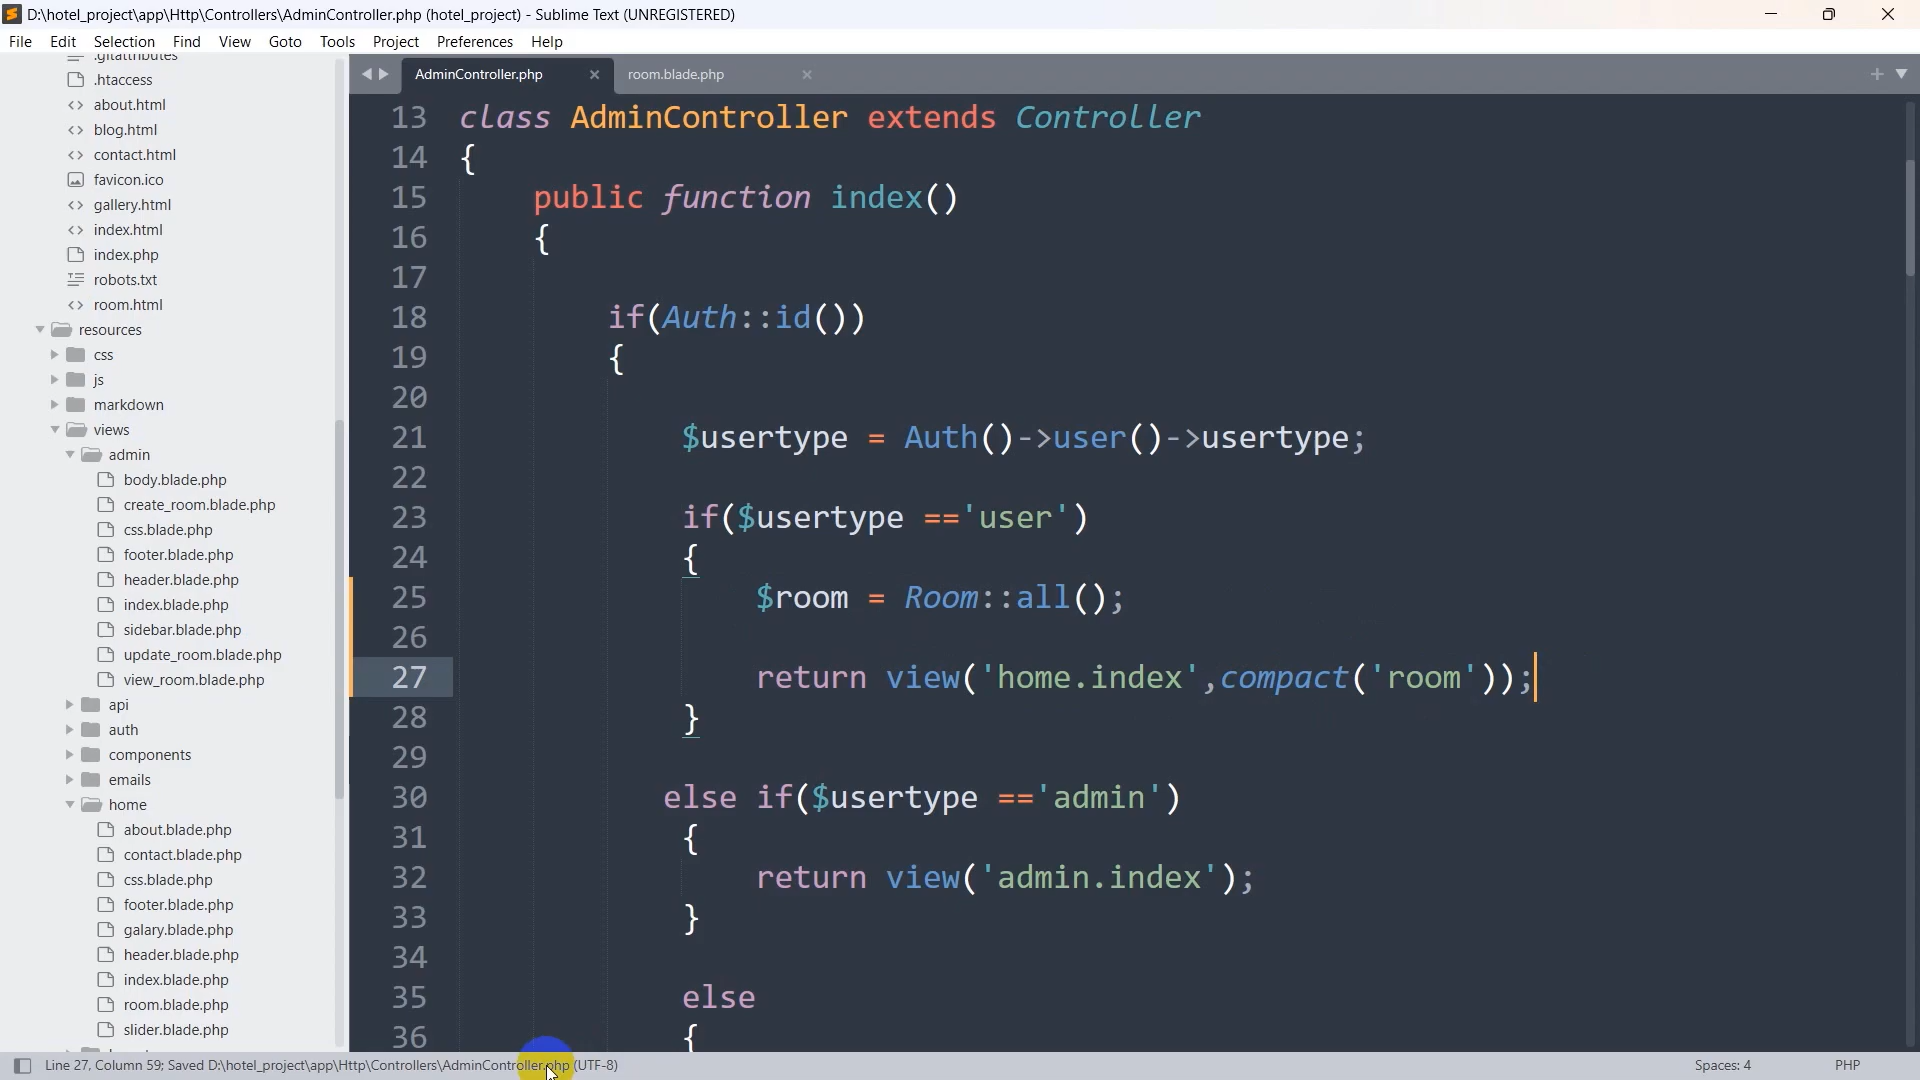 D:\hotel_project\app\Http\Controllers\AdminController.php (hotel_project) - Sublime Text (UNREGISTERED)
File Edit Selection Find View Goto Tools Project Preferences Help
.gitattributes
.htaccess
about.html
blog.html
contact.html
favicon.ico
gallery.html
index.html
index.php
robots.txt
room.html
resources
css
js
markdown
views
admin
body.blade.php
create_room.blade.php
css.blade.php
footer.blade.php
header.blade.php
index.blade.php
sidebar.blade.php
update_room.blade.php
view_room.blade.php
api
auth
components
emails
home
about.blade.php
contact.blade.php
css.blade.php
footer.blade.php
galary.blade.php
header.blade.php
index.blade.php
room.blade.php
slider.blade.php
AdminController.php room.blade.php
13 class AdminController extends Controller
14 {
15 public function index()
16 {
17
18 if(Auth::id())
19 {
20
21 $usertype = Auth()->user()->usertype;
22
23 if($usertype =='user')
24 {
25 $room = Room::all();
26
27 return view('home.index',compact('room'));
28 }
29
30 else if($usertype =='admin')
31 {
32 return view('admin.index');
33 }
34
35 else
36 {
Line 27, Column 59; Saved D:\hotel_project\app\Http\Controllers\AdminController.php (UTF-8) Spaces: 4 PHP